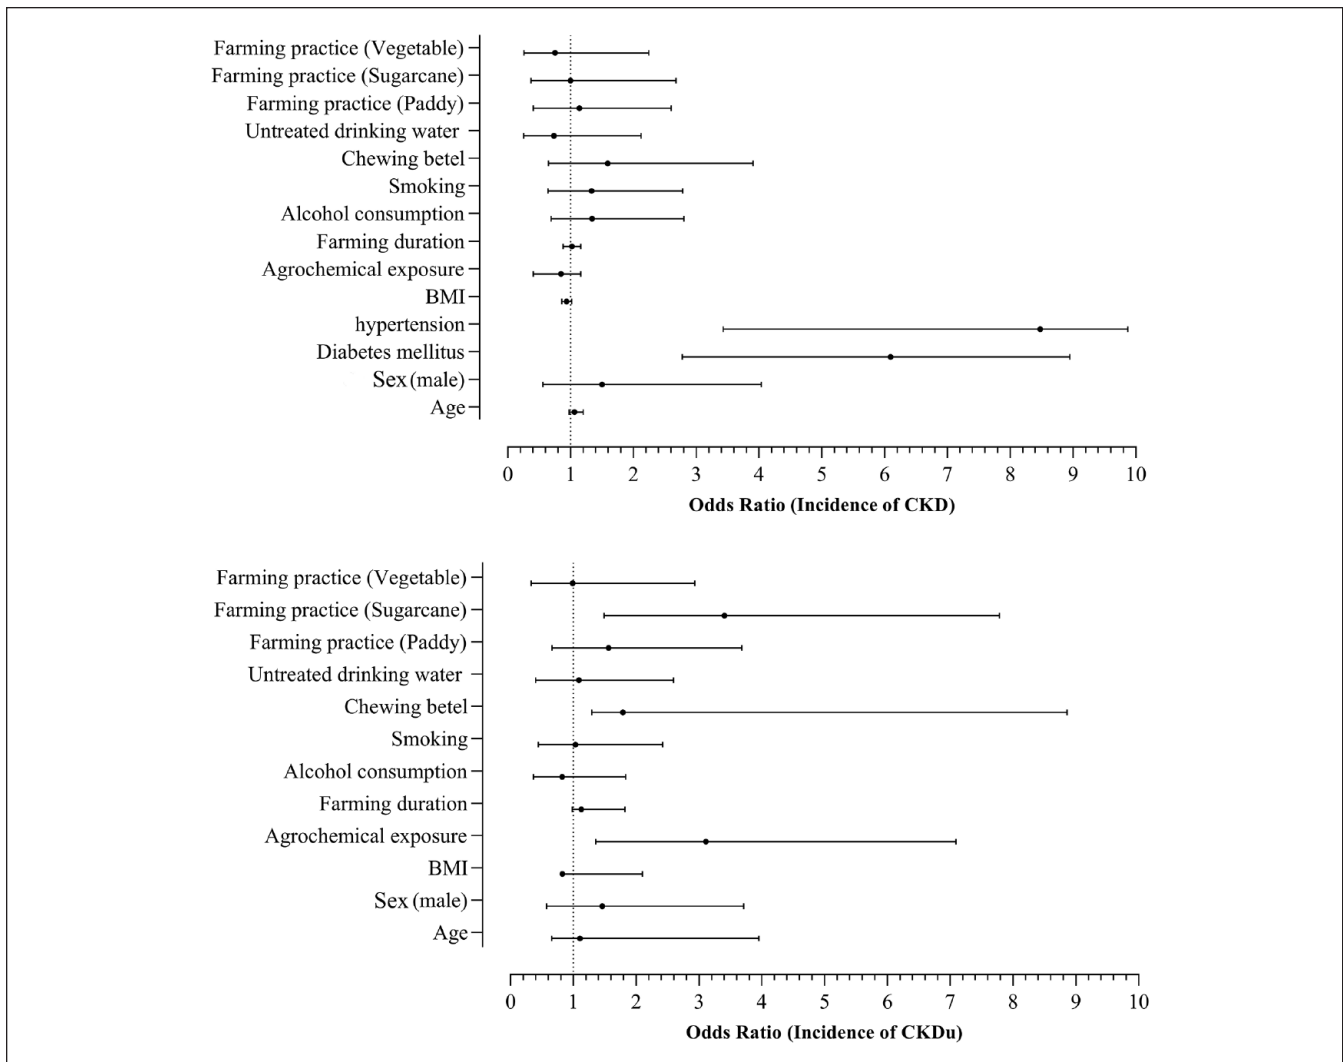 Farming practice (Vegetable)
Farming practice (Sugarcane)
Farming practice (Paddy)
Untreated drinking water
Chewing betel
Smoking
Alcohol consumption
Farming duration
Agrochemical exposure
BMI
hypertension
Diabetes mellitus
Sex (male)
Age
0 1 2 3 4 5 6 7 8 9 10
Odds Ratio (Incidence of CKD)
Farming practice (Vegetable)
Farming practice (Sugarcane)
Farming practice (Paddy)
Untreated drinking water
Chewing betel
Smoking
Alcohol consumption
Farming duration
Agrochemical exposure
BMI
Sex (male)
Age
0 1 2 3 4 5 6 7 8 9 10
Odds Ratio (Incidence of CKDu)